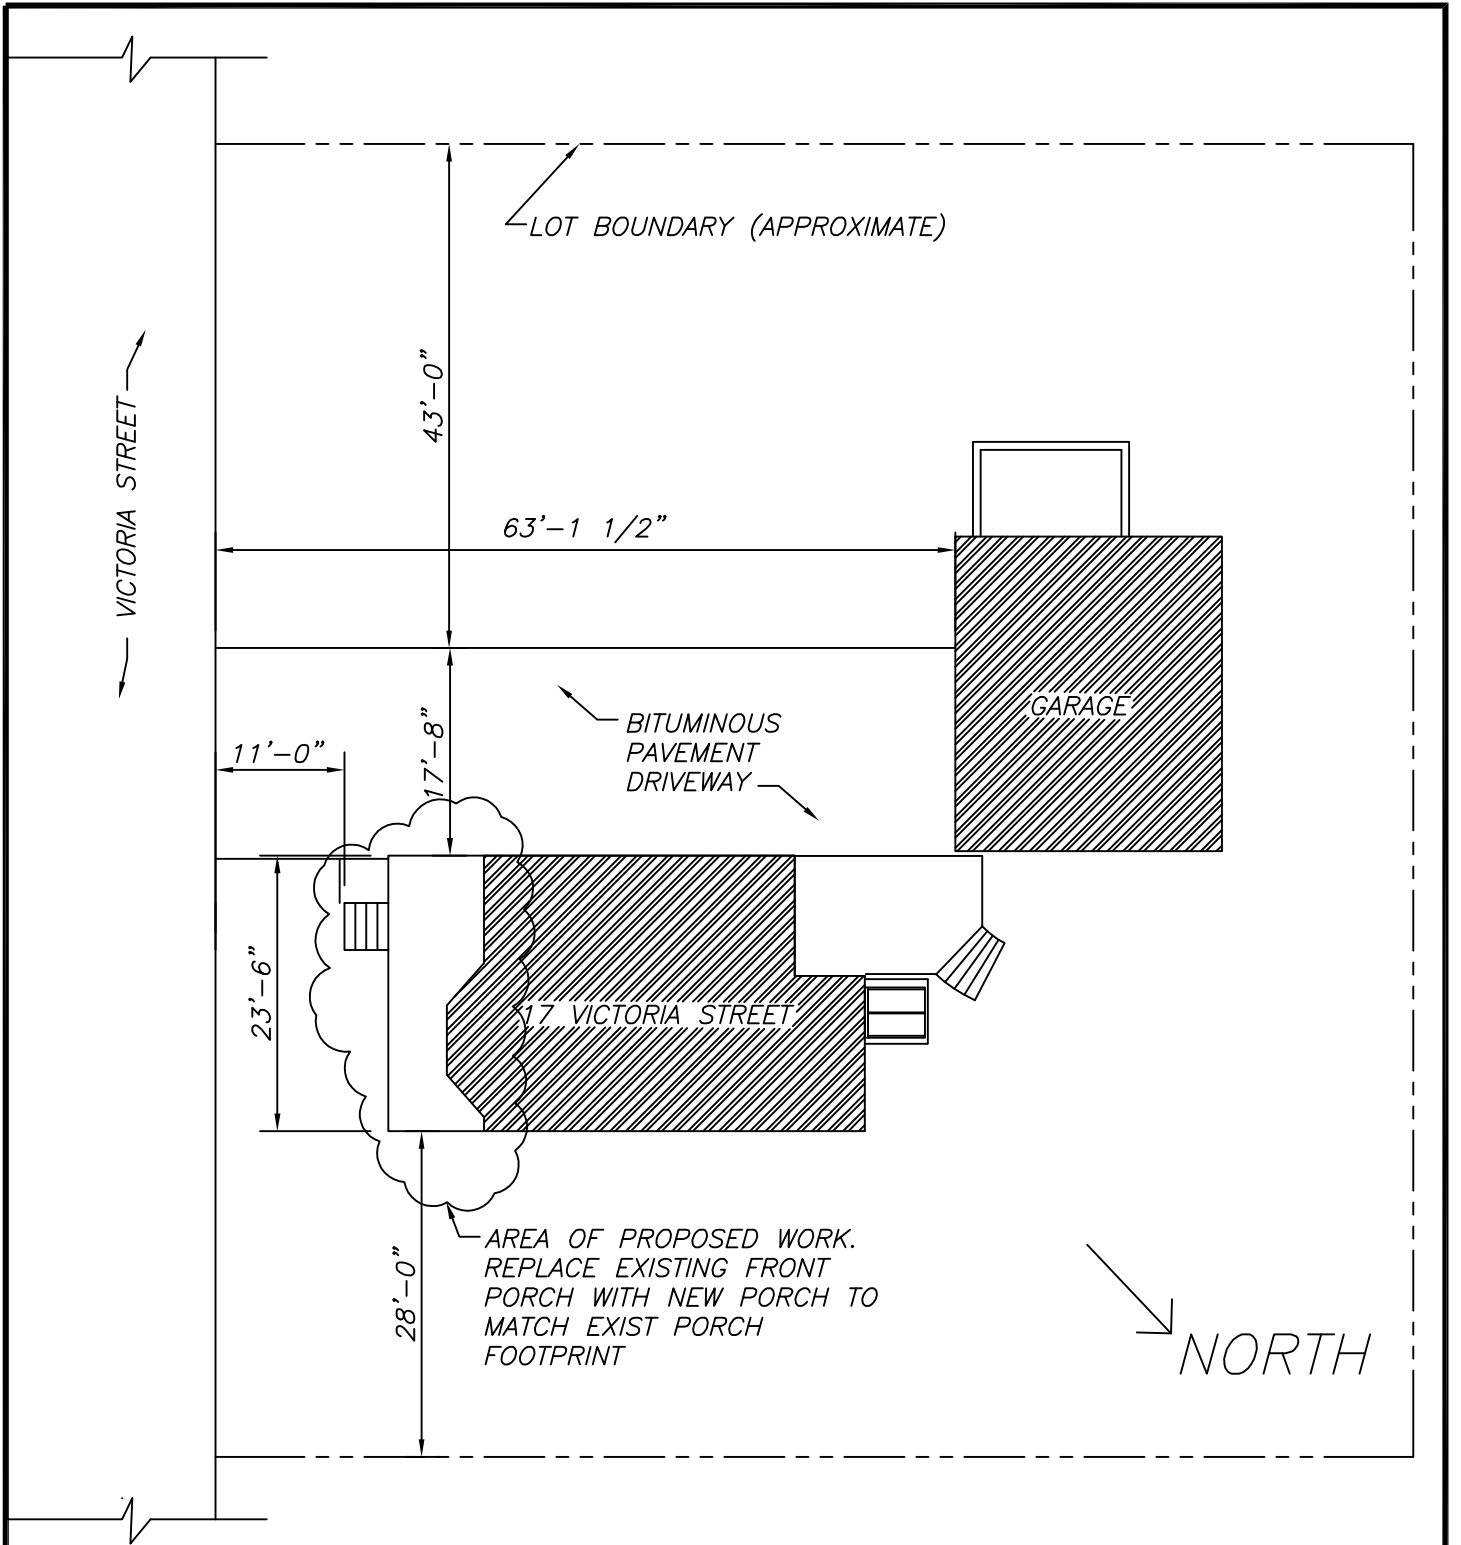 LOT BOUNDARY (APPROXIMATE)
VICTORIA STREET
43'-0"
63'-1 1/2"
GARAGE
BITUMINOUS
PAVEMENT
DRIVEWAY
17'-8"
11'-0"
23'-6"
17 VICTORIA STREET
AREA OF PROPOSED WORK.
REPLACE EXISTING FRONT
PORCH WITH NEW PORCH TO
MATCH EXIST PORCH
FOOTPRINT
28'-0"
NORTH